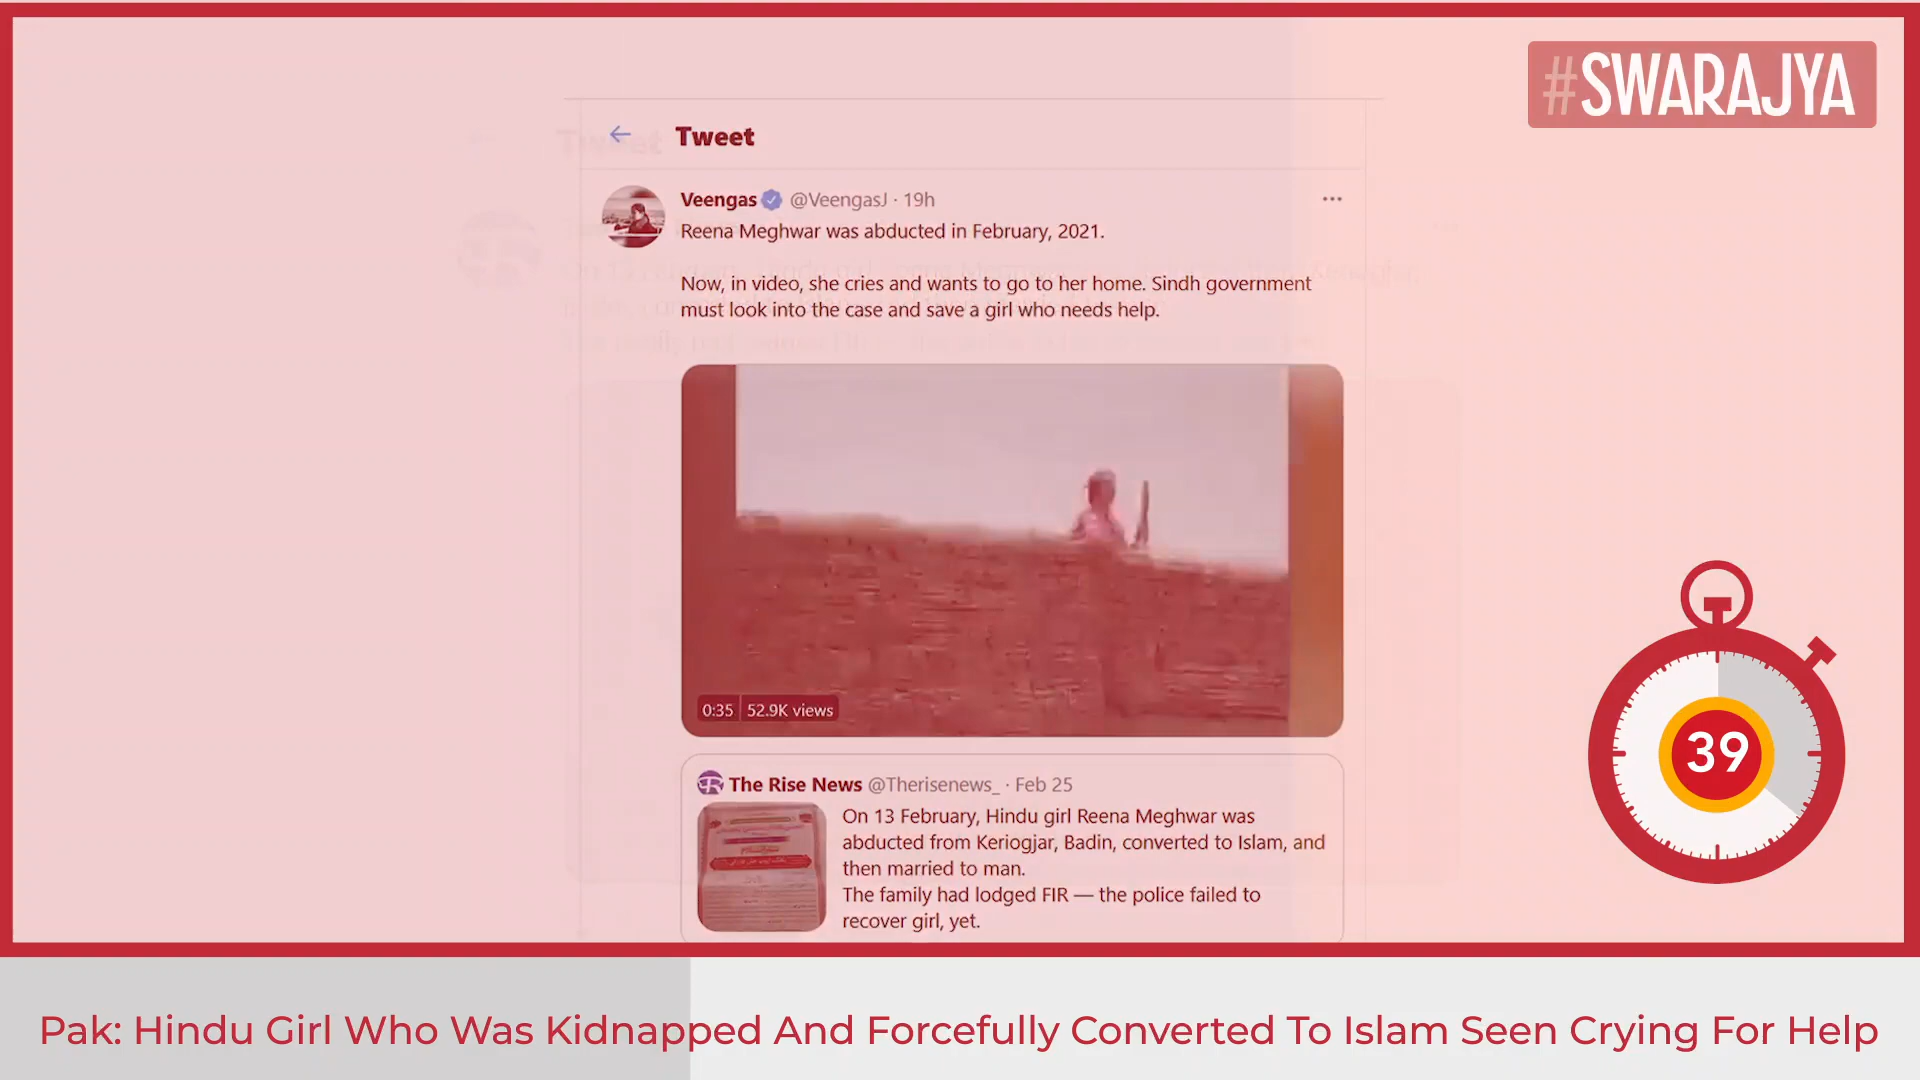 #SWARAJYA
Tweet
Veengas @VeengasJ · 19h
Reena Meghwar was abducted in February, 2021.
Now, in video, she cries and wants to go to her home. Sindh government
must look into the case and save a girl who needs help.
0:35 52.9K views
The Rise News @Therisenews_ · Feb 25
On 13 February, Hindu girl Reena Meghwar was
abducted from Keriogjar, Badin, converted to Islam, and
then married to man.
The family had lodged FIR — the police failed to
recover girl, yet.
39
Pak: Hindu Girl Who Was Kidnapped And Forcefully Converted To Islam Seen Crying For Help